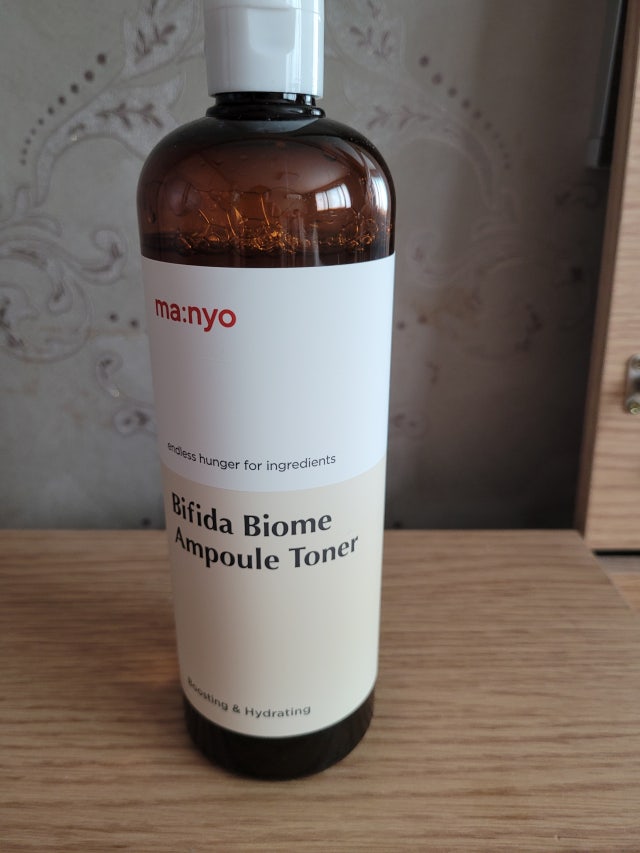 ma:nyo
endless hunger for ingredients
Bifida Biome
Ampoule Toner
Boosting & Hydrating